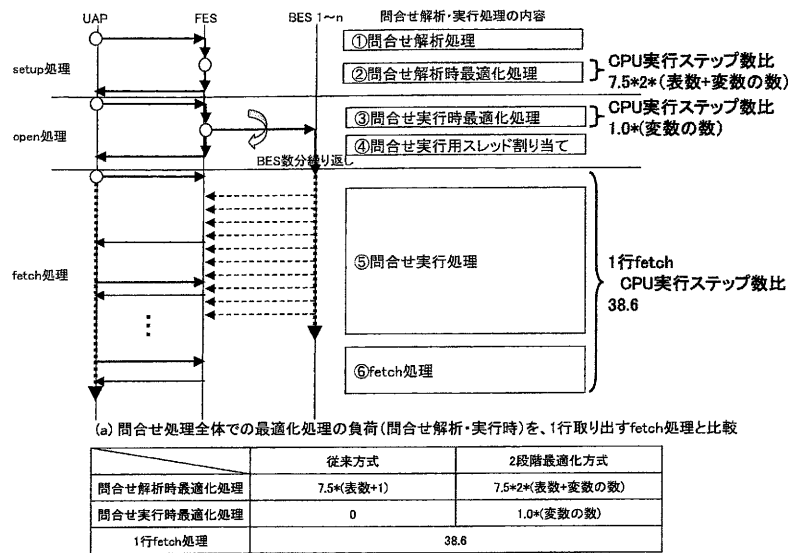 UAP FES BES 1～n 問合せ解析・実行処理の内容
①問合せ解析処理
setup処理
②問合せ解析時最適化処理
CPU実行ステップ数比
7.5*2*(表数+変数の数)
open処理
③問合せ実行時最適化処理
CPU実行ステップ数比
1.0*(変数の数)
④問合せ実行用スレッド割り当て
BES数分繰り返し
fetch処理
⑤問合せ実行処理
1行fetch
CPU実行ステップ数比
38.6
⑥fetch処理
(a) 問合せ処理全体での最適化処理の負荷(問合せ解析・実行時)を、1行取り出すfetch処理と比較
従来方式 2段階最適化方式
問合せ解析時最適化処理 7.5*(表数+1) 7.5*2*(表数+変数の数)
問合せ実行時最適化処理 0 1.0*(変数の数)
1行fetch処理 38.6